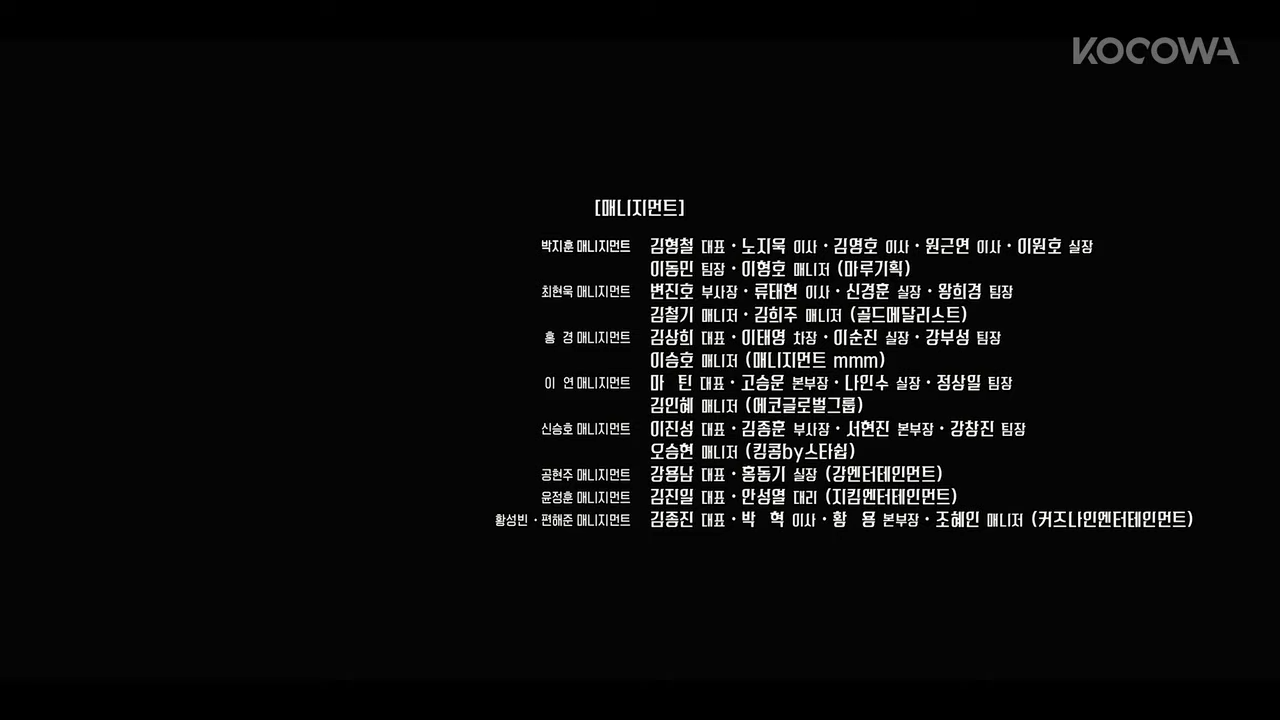 KOCOWA
[매니지먼트]
박지훈 매니지먼트 김형철 대표 · 노지욱 이사 · 김영호 이사 · 원근연 이사 · 이원호 실장
이동민 팀장 · 이형호 매니저 (마루기획)
최현욱 매니지먼트 변진호 부사장 · 류태현 이사 · 신경훈 실장 · 왕희경 팀장
김철기 매니저 · 김희주 매니저 (골드메달리스트)
홍 경 매니지먼트 김상희 대표 · 이태영 차장 · 이순진 실장 · 강부성 팀장
이승호 매니저 (매니지먼트 mmm)
이 연 매니지먼트 마 틴 대표 · 고승운 본부장 · 나인수 실장 · 정삼일 팀장
김인혜 매니저 (에코글로벌그룹)
신승호 매니지먼트 이진성 대표 · 김종훈 부사장 · 서현진 본부장 · 강창진 팀장
오승현 매니저 (킹콩by스타쉽)
공현주 매니지먼트 강용남 대표 · 홍동기 실장 (강엔터테인먼트)
윤정훈 매니지먼트 김진일 대표 · 안성열 대리 (지킴엔터테인먼트)
황성빈 · 편해준 매니지먼트 김종진 대표 · 박 혁 이사 · 황 용 본부장 · 조혜인 매니저 (커즈나인엔터테인먼트)